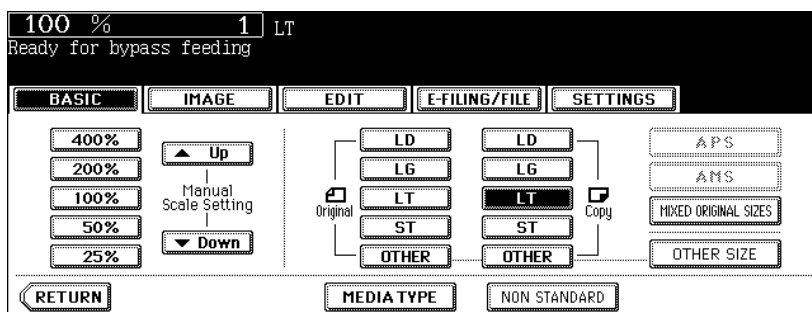 100 % 1 LT
Ready for bypass feeding
BASIC IMAGE EDIT E-FILING/FILE SETTINGS
400%
200%
100%
50%
25%
Up
Manual
Scale Setting
Down
Original
LD
LG
LT
ST
OTHER
LD
LG
LT
ST
OTHER
Copy
APS
AMS
MIXED ORIGINAL SIZES
OTHER SIZE
RETURN MEDIA TYPE NON STANDARD